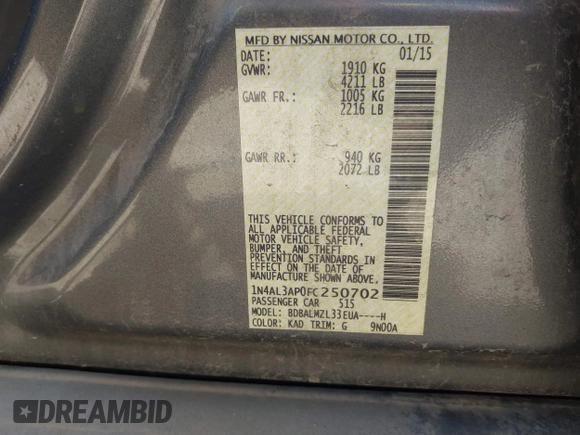 MFD BY NISSAN MOTOR CO., LTD.
DATE: 01/15
GVWR: 1910 KG
4211 LB
GAWR FR.: 1005 KG
2216 LB
GAWR RR.: 940 KG
2072 LB
THIS VEHICLE CONFORMS TO
ALL APPLICABLE FEDERAL
MOTOR VEHICLE SAFETY,
BUMPER, AND THEFT
PREVENTION STANDARDS IN
EFFECT ON THE DATE OF
MANUFACTURE SHOWN ABOVE.
1N4AL3AP0FC250702
PASSENGER CAR 515
MODEL: BDBALMZL33EUA----H
COLOR: KAD TRIM: G 9N00A
DREAMBID